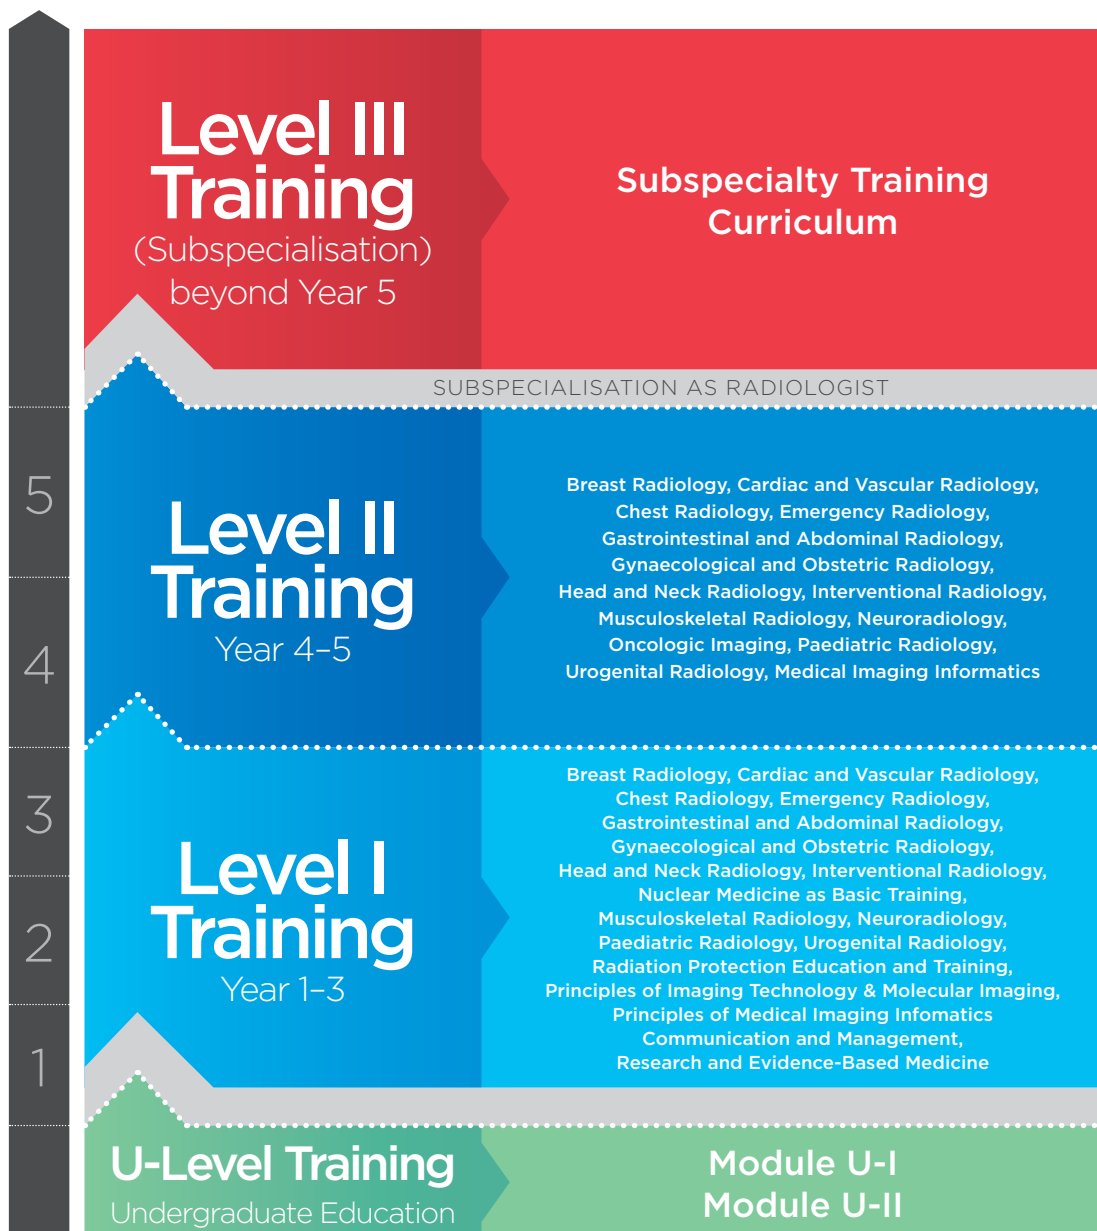 Level III
Training
(Subspecialisation)
beyond Year 5
Subspecialty Training
Curriculum
SUBSPECIALISATION AS RADIOLOGIST
5
4
Level II
Training
Year 4–5
Breast Radiology, Cardiac and Vascular Radiology,
Chest Radiology, Emergency Radiology,
Gastrointestinal and Abdominal Radiology,
Gynaecological and Obstetric Radiology,
Head and Neck Radiology, Interventional Radiology,
Musculoskeletal Radiology, Neuroradiology,
Oncologic Imaging, Paediatric Radiology,
Urogenital Radiology, Medical Imaging Informatics
3
2
1
Level I
Training
Year 1–3
Breast Radiology, Cardiac and Vascular Radiology,
Chest Radiology, Emergency Radiology,
Gastrointestinal and Abdominal Radiology,
Gynaecological and Obstetric Radiology,
Head and Neck Radiology, Interventional Radiology,
Nuclear Medicine as Basic Training,
Musculoskeletal Radiology, Neuroradiology,
Paediatric Radiology, Urogenital Radiology,
Radiation Protection Education and Training,
Principles of Imaging Technology & Molecular Imaging,
Principles of Medical Imaging Infomatics
Communication and Management,
Research and Evidence-Based Medicine
U-Level Training
Undergraduate Education
Module U-I
Module U-II